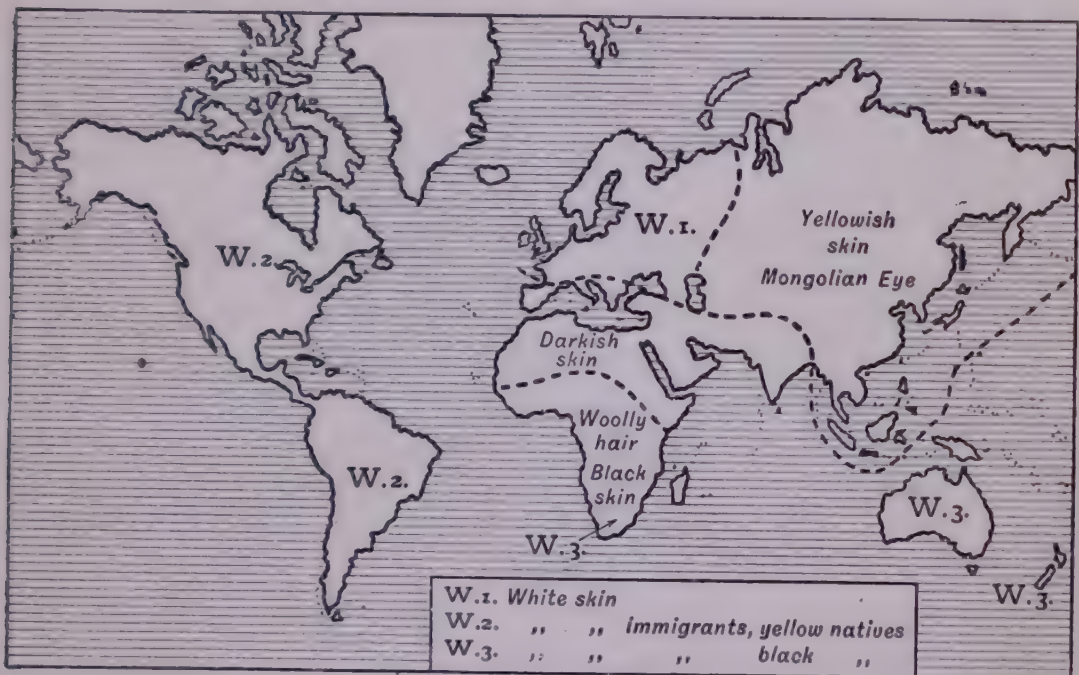 W.2.
W.1.
Yellowish
skin
Mongolian Eye
Darkish
skin
Woolly
hair
Black
skin
W.2.
W.3.
W.3.
W.3.
W.1. White skin
W.2. ,, ,, immigrants, yellow natives
W.3. ,, ,, ,, black ,,